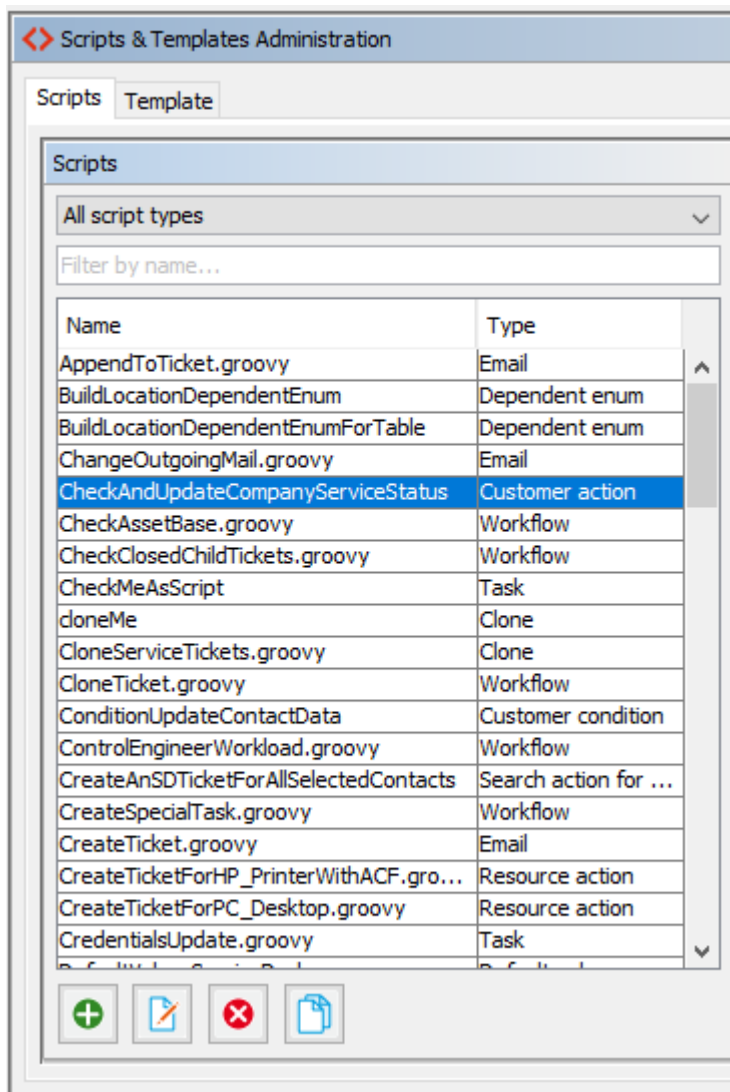 Scripts & Templates Administration
Scripts Template
Scripts
All script types
Filter by name...
Name Type
AppendToTicket.groovy Email
BuildLocationDependentEnum Dependent enum
BuildLocationDependentEnumForTable Dependent enum
ChangeOutgoingMail.groovy Email
CheckAndUpdateCompanyServiceStatus Customer action
CheckAssetBase.groovy Workflow
CheckClosedChildTickets.groovy Workflow
CheckMeAsScript Task
cloneMe Clone
CloneServiceTickets.groovy Clone
CloneTicket.groovy Workflow
ConditionUpdateContactData Customer condition
ControlEngineerWorkload.groovy Workflow
CreateAnSDTicketForAllSelectedContacts Search action for ...
CreateSpecialTask.groovy Workflow
CreateTicket.groovy Email
CreateTicketForHP_PrinterWithACF.gro... Resource action
CreateTicketForPC_Desktop.groovy Resource action
CredentialsUpdate.groovy Task